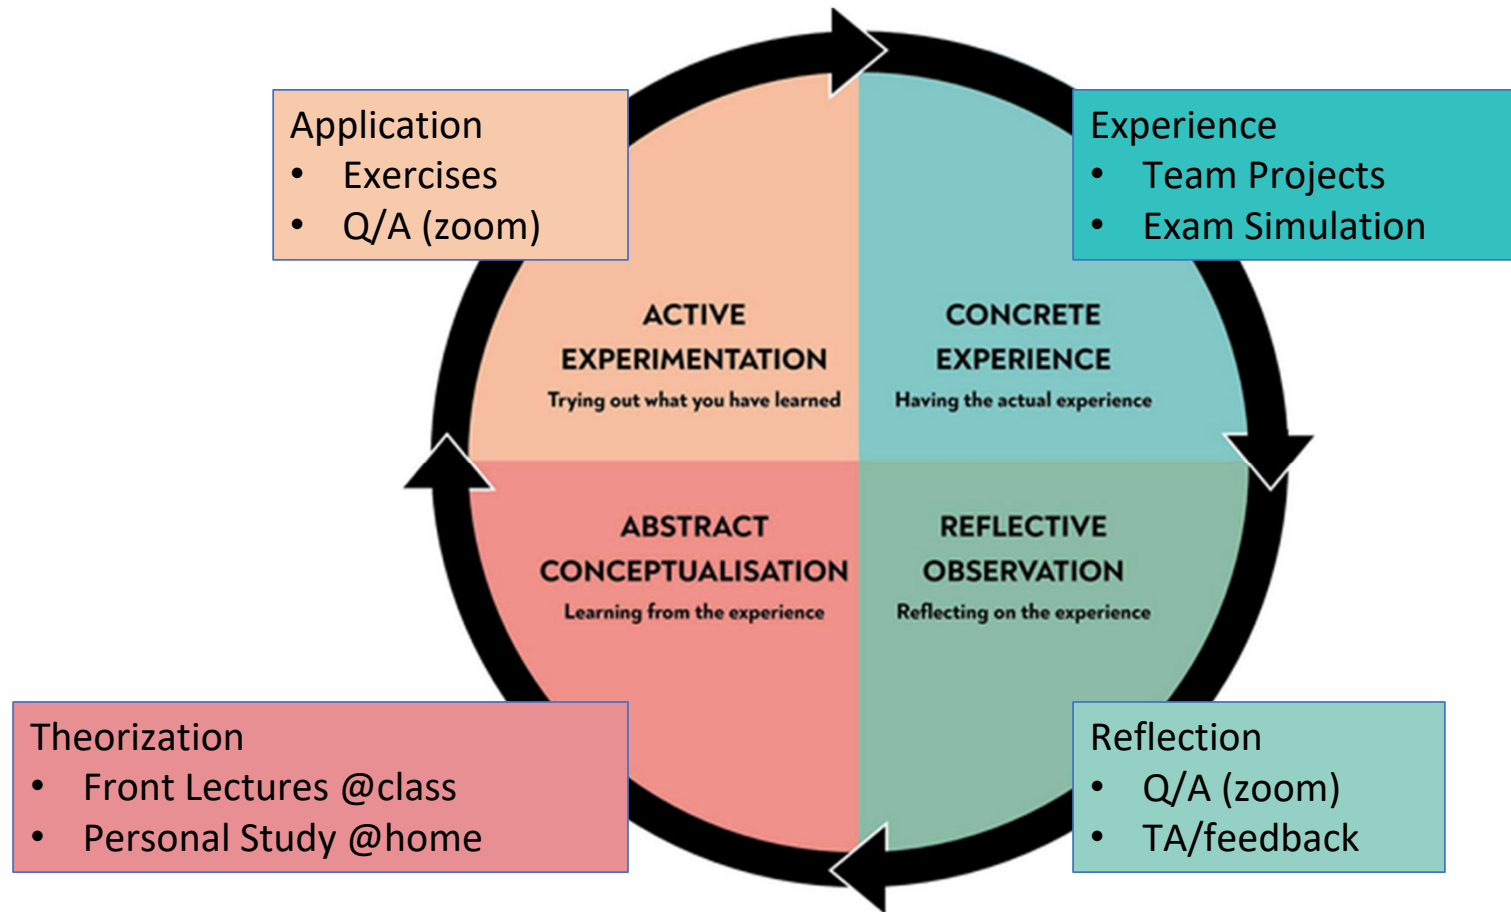 Application
• Exercises
• Q/A (zoom)
Experience
• Team Projects
• Exam Simulation
ACTIVE
EXPERIMENTATION
Trying out what you have learned
CONCRETE
EXPERIENCE
Having the actual experience
ABSTRACT
CONCEPTUALISATION
Learning from the experience
REFLECTIVE
OBSERVATION
Reflecting on the experience
Theorization
• Front Lectures @class
• Personal Study @home
Reflection
• Q/A (zoom)
• TA/feedback